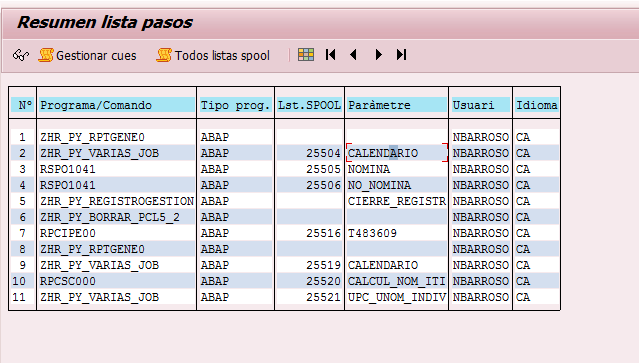 Resumen lista pasos
Gestionar cues Todos listas spool
Nº Programa/Comando Tipo prog. Lst.SPOOL Paràmetre Usuari Idioma
1 ZHR_PY_RPTGENE0 ABAP NBARROSO CA
2 ZHR_PY_VARIAS_JOB ABAP 25504 CALENDARIO NBARROSO CA
3 RSPO1041 ABAP 25505 NOMINA NBARROSO CA
4 RSPO1041 ABAP 25506 NO_NOMINA NBARROSO CA
5 ZHR_PY_REGISTROGESTION ABAP CIERRE_REGISTR NBARROSO CA
6 ZHR_PY_BORRAR_PCL5_2 ABAP NBARROSO CA
7 RPCIPE00 ABAP 25516 T483609 NBARROSO CA
8 ZHR_PY_RPTGENE0 ABAP NBARROSO CA
9 ZHR_PY_VARIAS_JOB ABAP 25519 CALENDARIO NBARROSO CA
10 RPCSC000 ABAP 25520 CALCUL_NOM_ITI NBARROSO CA
11 ZHR_PY_VARIAS_JOB ABAP 25521 UPC_UNOM_INDIV NBARROSO CA